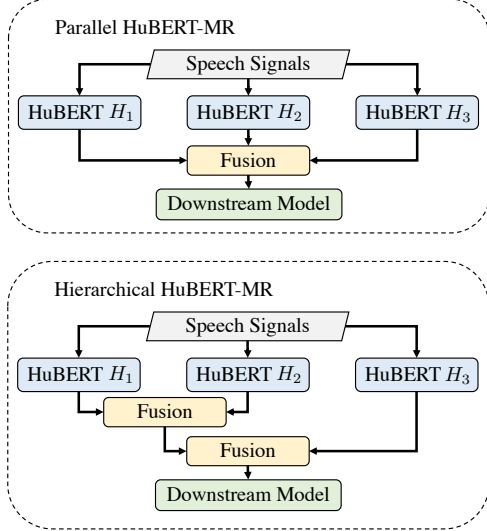 Parallel HuBERT-MR
Speech Signals
HuBERT H₁
HuBERT H₂
HuBERT H₃
Fusion
Downstream Model
Hierarchical HuBERT-MR
Speech Signals
HuBERT H₁
HuBERT H₂
HuBERT H₃
Fusion
Fusion
Downstream Model